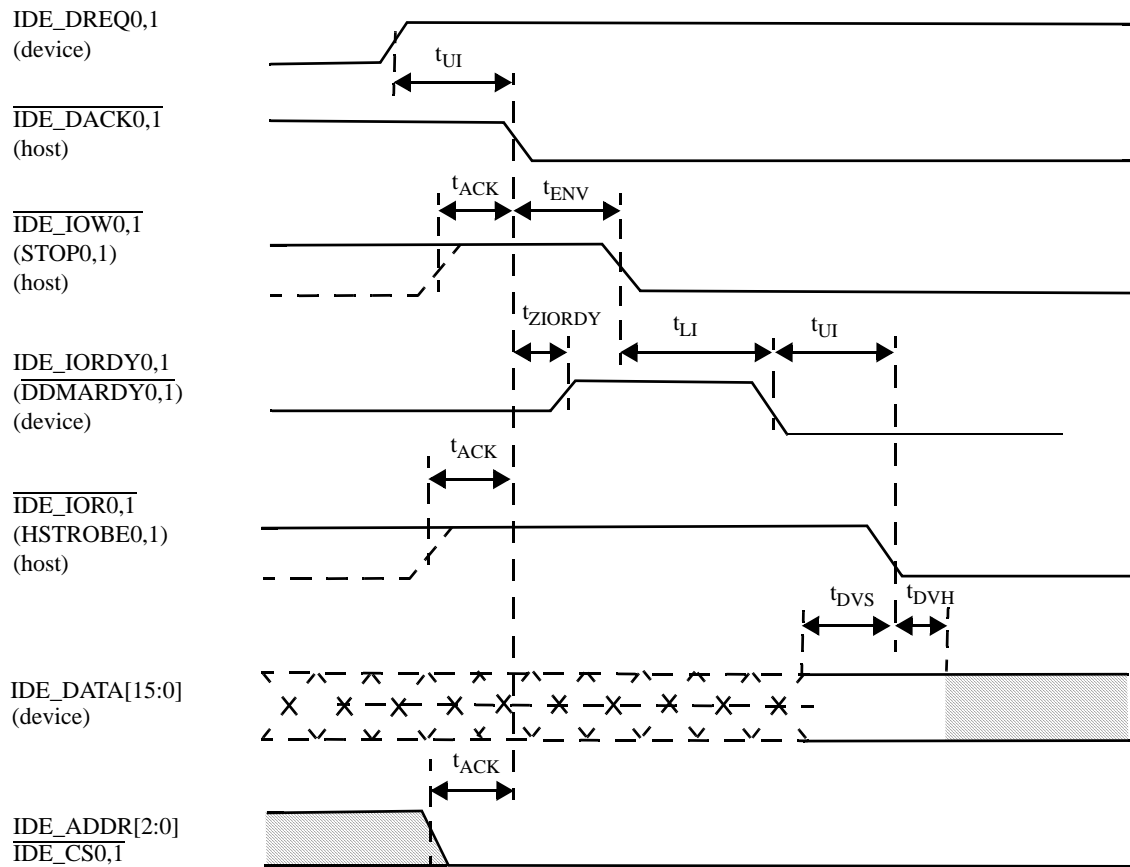 IDE_DREQ0,1
(device)
tUI
IDE_DACK0,1
(host)
tACK
tENV
IDE_IOW0,1
(STOP0,1)
(host)
tZIORDY
tLI
tUI
IDE_IORDY0,1
(DDMARDY0,1)
(device)
tACK
IDE_IOR0,1
(HSTROBE0,1)
(host)
tDVS
tDVH
IDE_DATA[15:0]
(device)
tACK
IDE_ADDR[2:0]
IDE_CS0,1